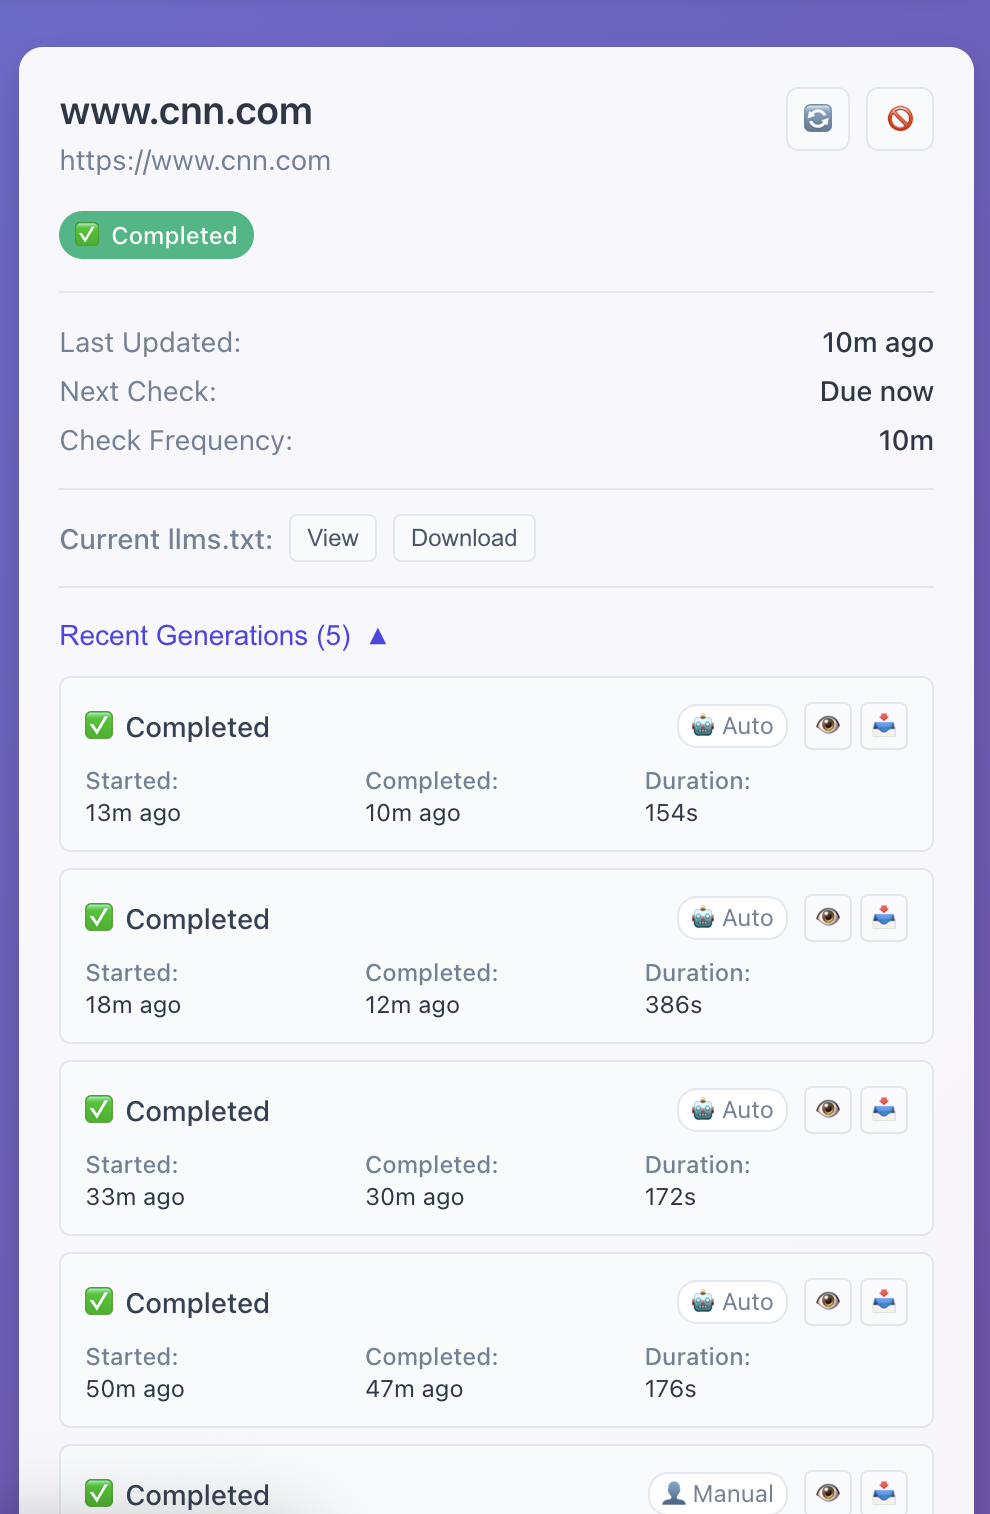 www.cnn.com
https://www.cnn.com
Completed
Last Updated: 10m ago
Next Check: Due now
Check Frequency: 10m
Current llms.txt: View Download
Recent Generations (5) ▲
Completed Auto
Started: Completed: Duration:
13m ago 10m ago 154s
Completed Auto
Started: Completed: Duration:
18m ago 12m ago 386s
Completed Auto
Started: Completed: Duration:
33m ago 30m ago 172s
Completed Auto
Started: Completed: Duration:
50m ago 47m ago 176s
Completed Manual